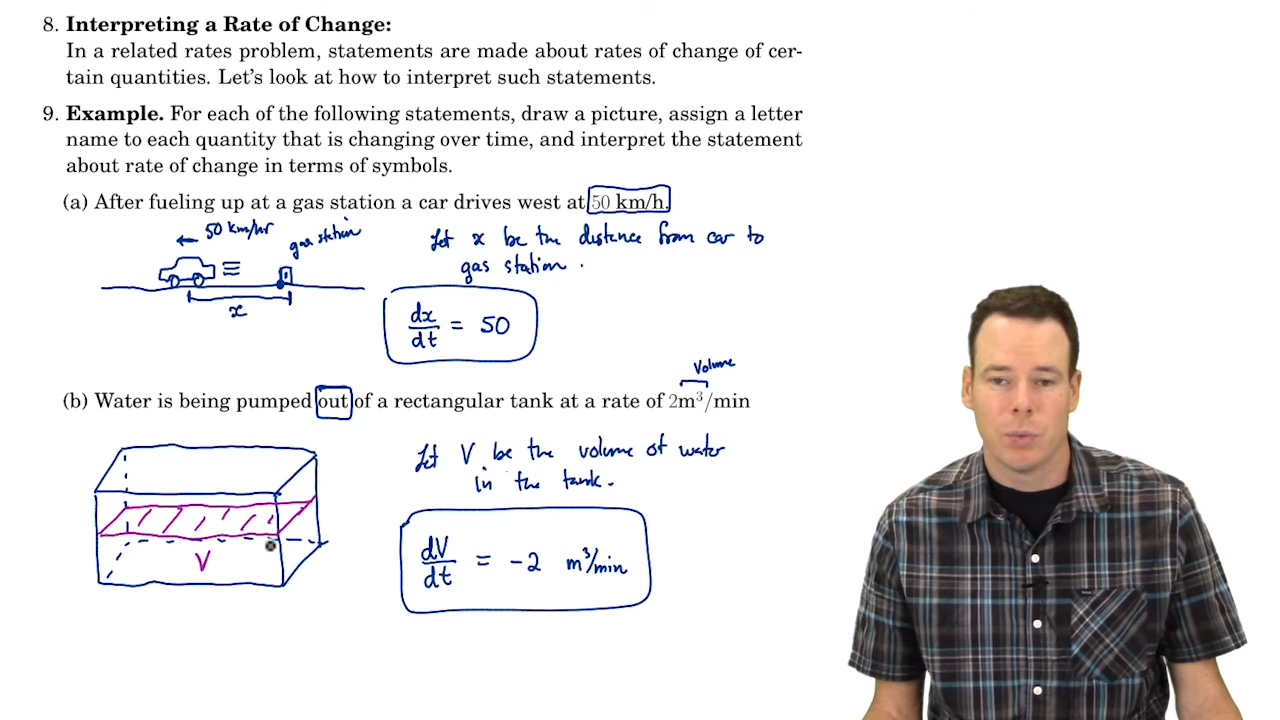 8. Interpreting a Rate of Change:
In a related rates problem, statements are made about rates of change of cer-
tain quantities. Let's look at how to interpret such statements.
9. Example. For each of the following statements, draw a picture, assign a letter
name to each quantity that is changing over time, and interpret the statement
about rate of change in terms of symbols.
(a) After fueling up at a gas station a car drives west at 50 km/h.
← 50 km/hr
gas station
x
Let x be the distance from car to
gas station.
dx/dt = 50
Volume
(b) Water is being pumped out of a rectangular tank at a rate of 2m³/min
V
Let V be the volume of water
in the tank.
dV/dt = -2 m³/min